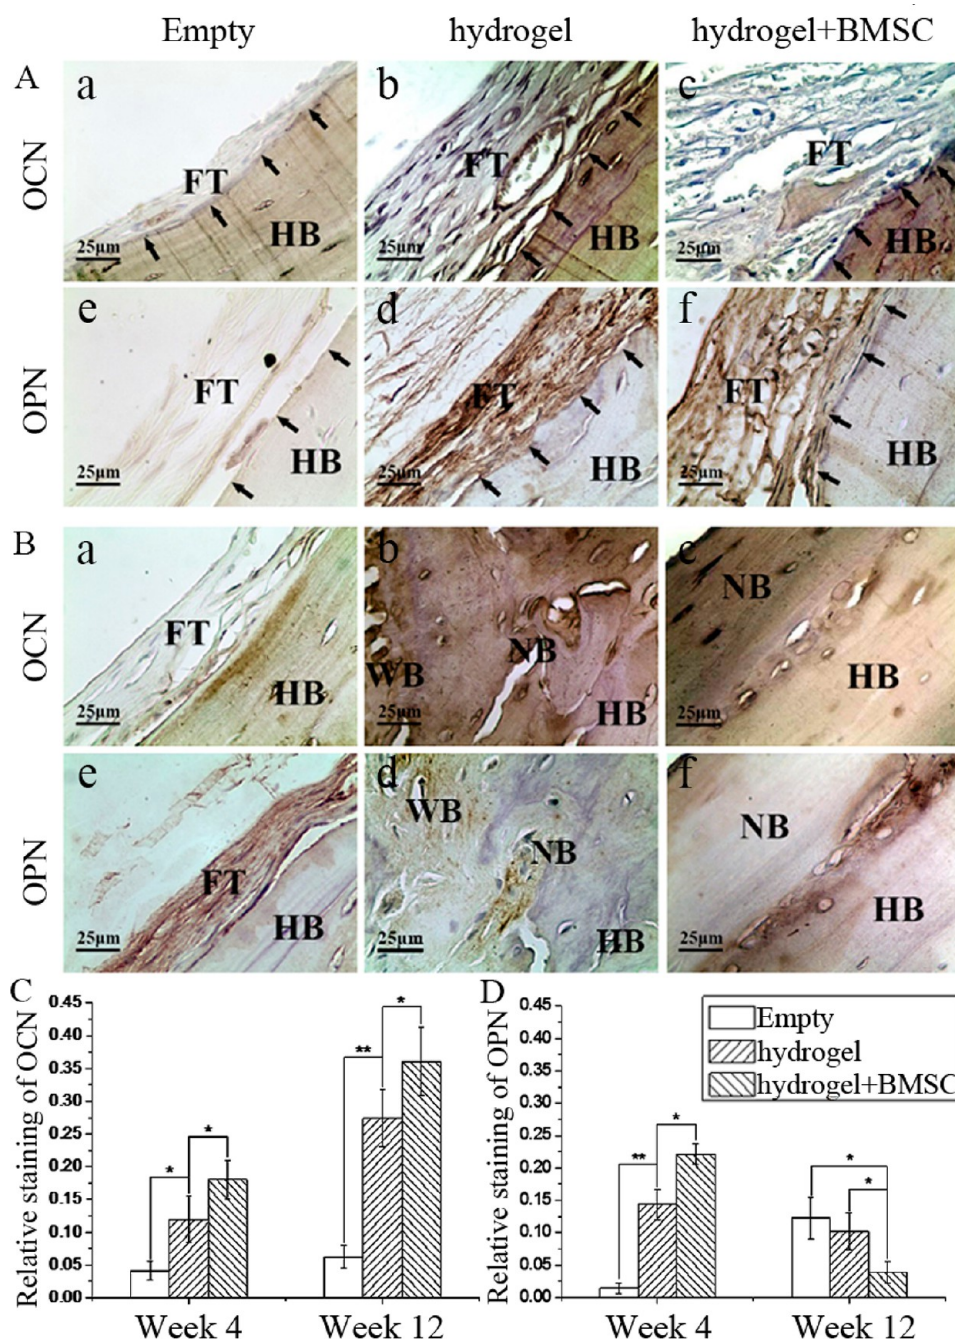 Empty hydrogel hydrogel+BMSC
A
OCN
a b c
FT FT FT
HB HB HB
25µm 25µm 25µm
OPN
e d f
FT FT FT
HB HB HB
25µm 25µm 25µm
B
OCN
a b c
FT WB NB NB
HB HB HB
25µm 25µm 25µm
OPN
e d f
FT WB NB NB
HB HB HB
25µm 25µm 25µm
C
Relative staining of OCN
0.45
0.40
0.35
0.30
0.25
0.20
0.15
0.10
0.05
0.00
* * ** *
Week 4 Week 12
D
Relative staining of OPN
0.45
0.40
0.35
0.30
0.25
0.20
0.15
0.10
0.05
0.00
Empty
hydrogel
hydrogel+BMSC
** * * *
Week 4 Week 12